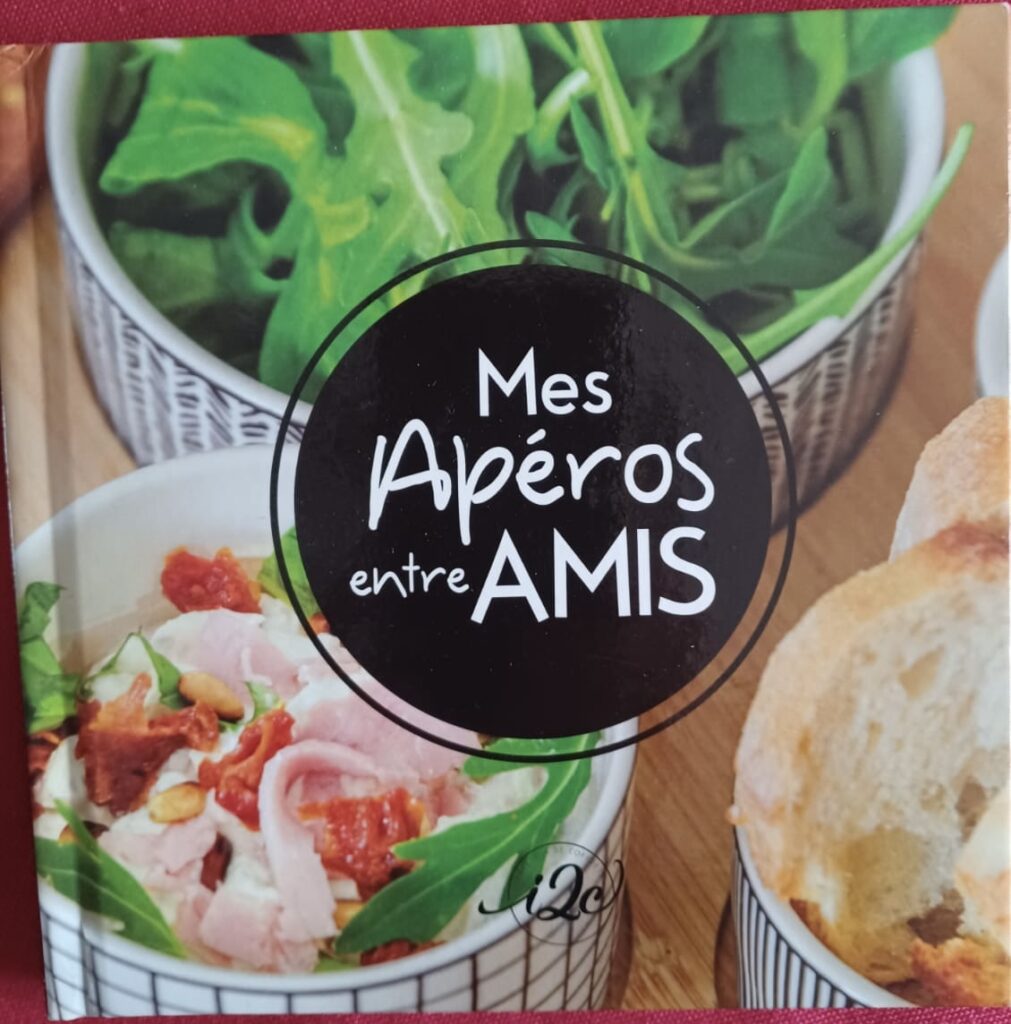 Mes
Apéros
entre AMIS
i2c